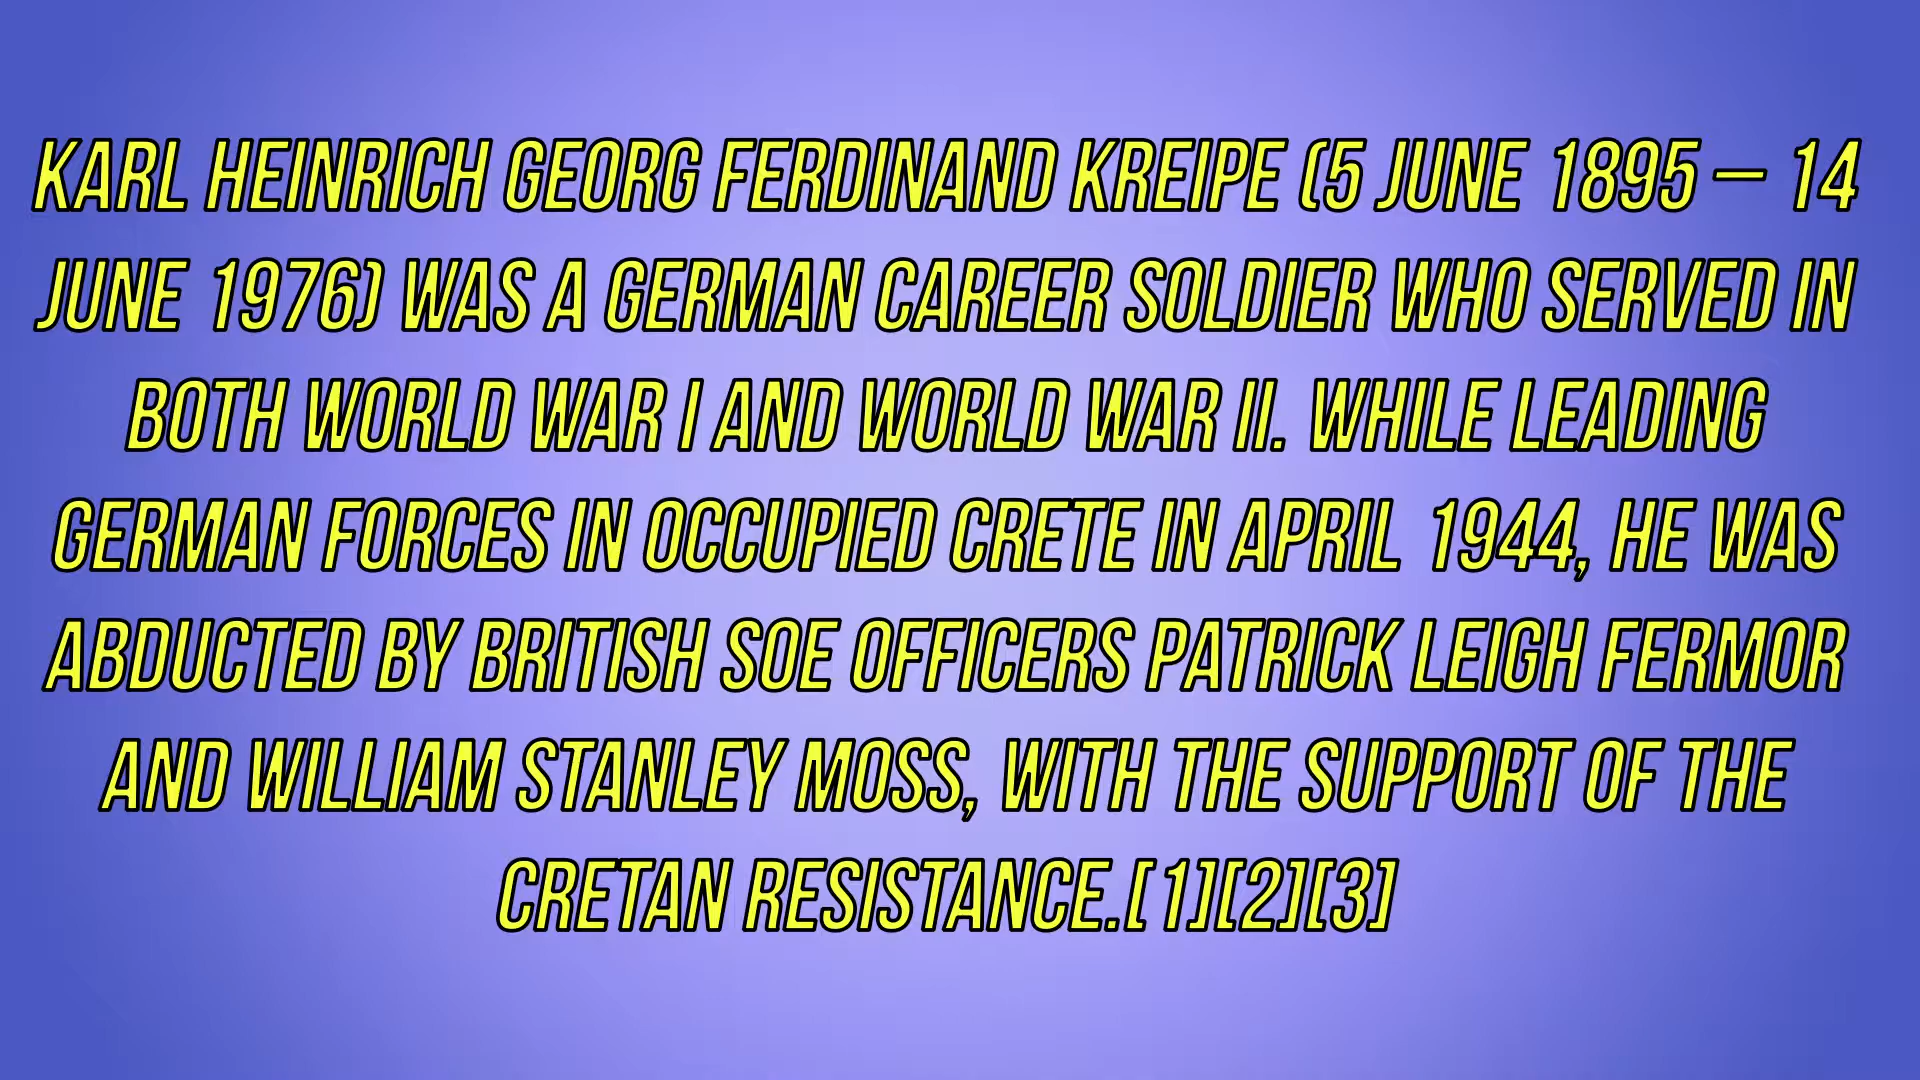 KARL HEINRICH GEORG FERDINAND KREIPE (5 JUNE 1895 – 14
JUNE 1976) WAS A GERMAN CAREER SOLDIER WHO SERVED IN
BOTH WORLD WAR I AND WORLD WAR II. WHILE LEADING
GERMAN FORCES IN OCCUPIED CRETE IN APRIL 1944, HE WAS
ABDUCTED BY BRITISH SOE OFFICERS PATRICK LEIGH FERMOR
AND WILLIAM STANLEY MOSS, WITH THE SUPPORT OF THE
CRETAN RESISTANCE.[1][2][3]